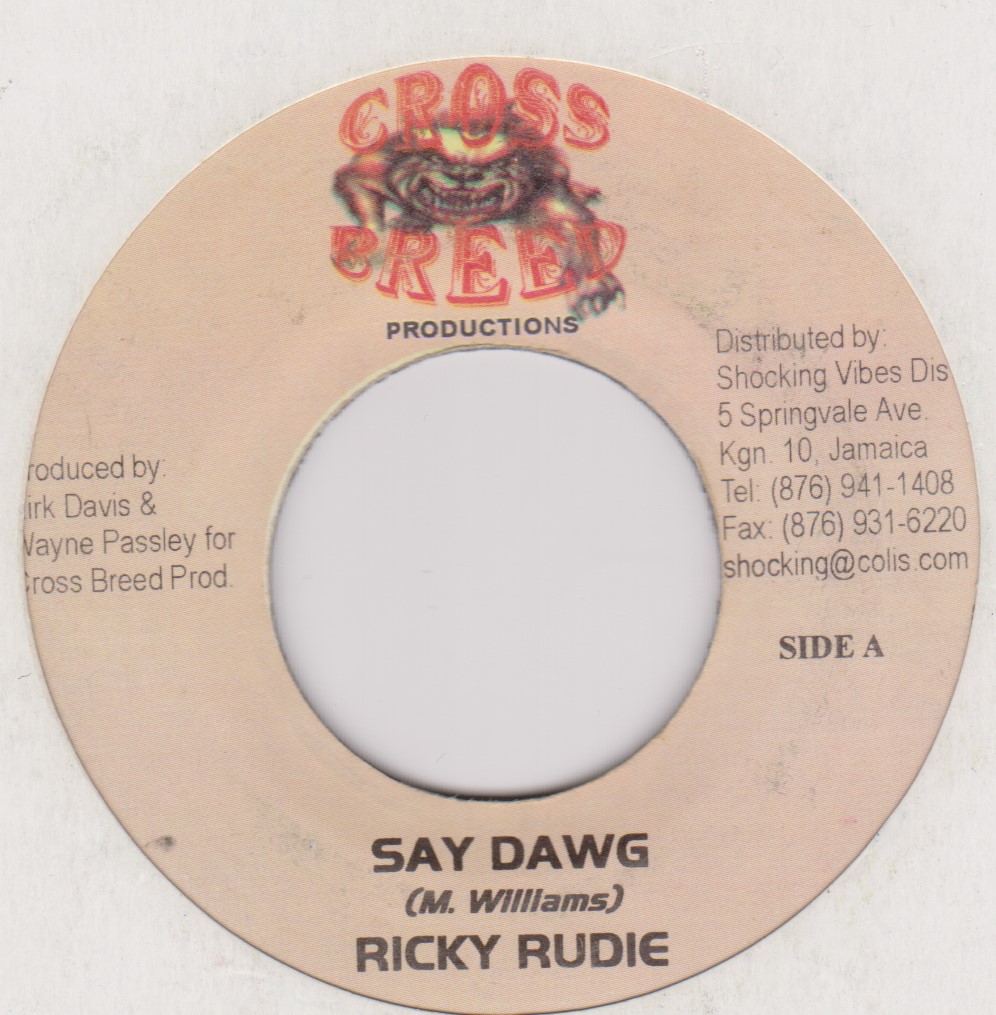 CROSS
BREED
PRODUCTIONS
Distributed by:
Shocking Vibes Dis
5 Springvale Ave.
Kgn. 10, Jamaica
Tel: (876) 941-1408
Fax: (876) 931-6220
shocking@colis.com
roduced by:
irk Davis &
Wayne Passley for
ross Breed Prod.
SIDE A
SAY DAWG
(M. Williams)
RICKY RUDIE